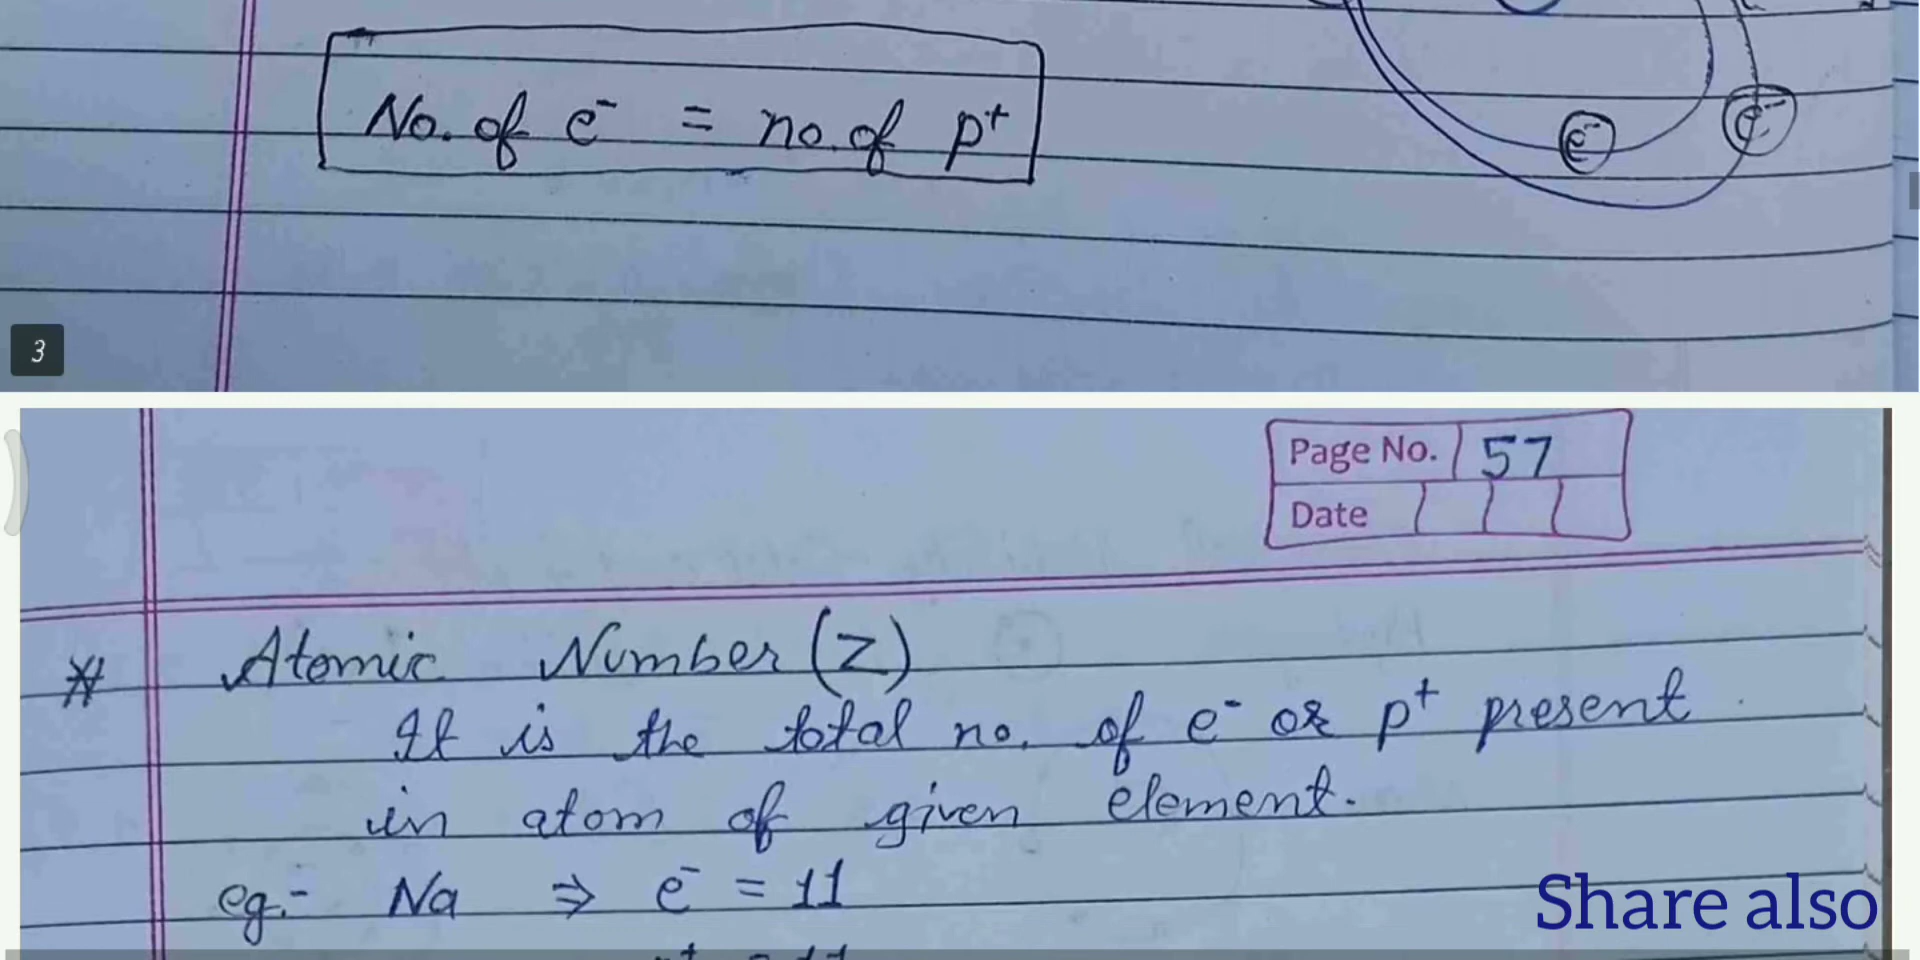 No. of e⁻ = no. of p⁺
e⁻ e⁻
3
Page No. 57
Date
* Atomic Number (Z)
It is the total no. of e⁻ or p⁺ present
in atom of given element.
eg:- Na ⇒ e⁻ = 11
Share also